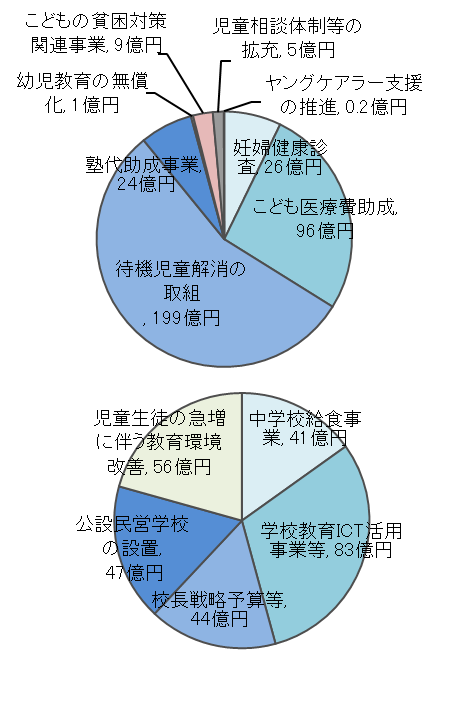 こどもの貧困対策
関連事業, 9億円
児童相談体制等の
拡充, 5億円
幼児教育の無償
化, 1億円
ヤングケアラー支援
の推進, 0.2億円
妊婦健康診
査, 26億円
塾代助成事業,
24億円
こども医療費助成,
96億円
待機児童解消の
取組
, 199億円
児童生徒の急増
に伴う教育環境
改善, 56億円
中学校給食事
業, 41億円
公設民営学校
の設置,
47億円
学校教育ICT活用
事業等, 83億円
校長戦略予算等,
44億円